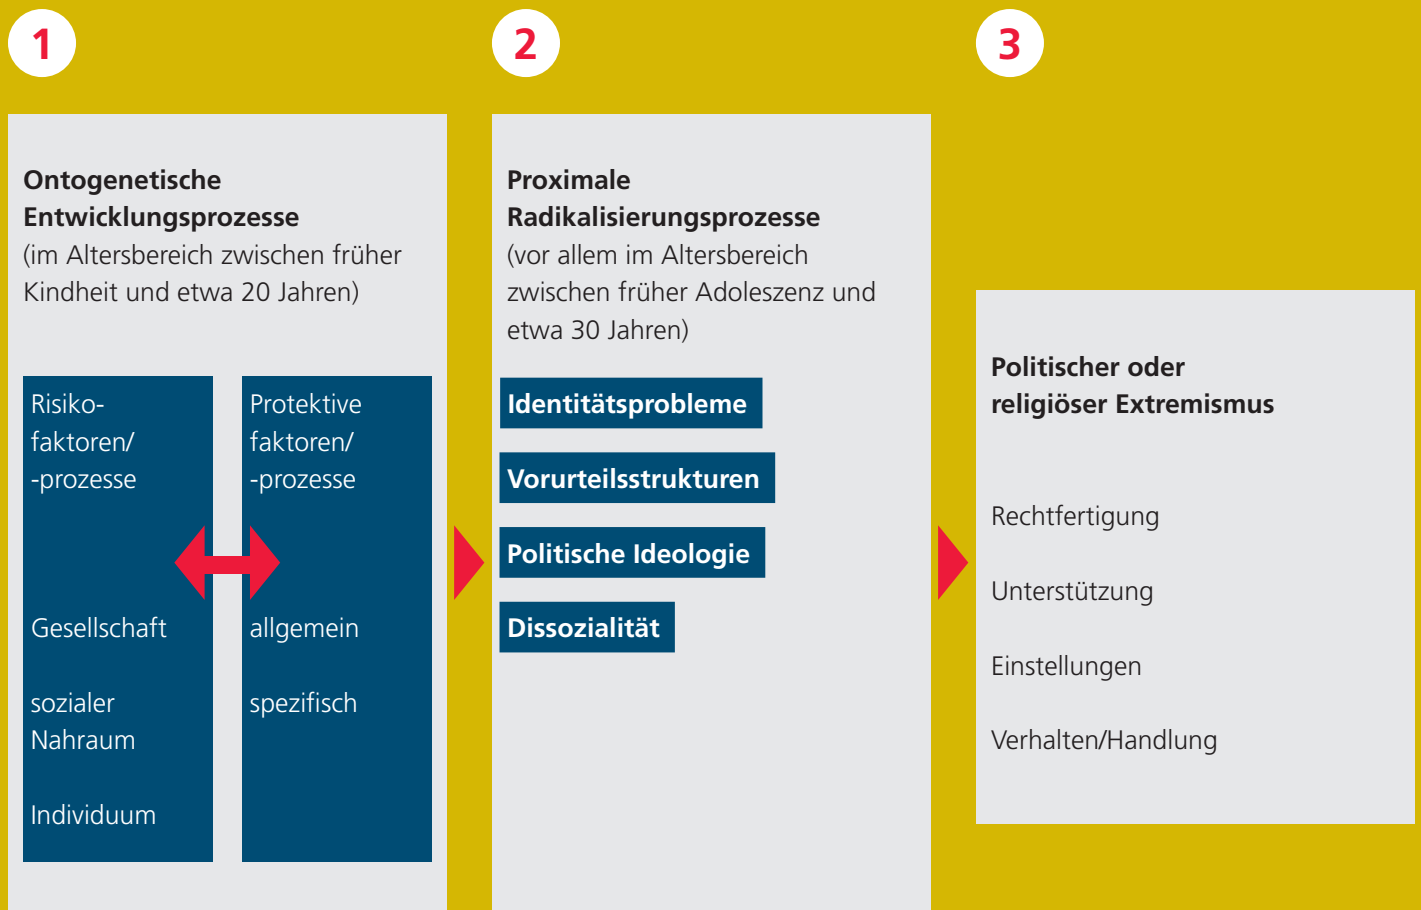 1
Ontogenetische
Entwicklungsprozesse
(im Altersbereich zwischen früher
Kindheit und etwa 20 Jahren)
Risiko-
faktoren/
-prozesse
Gesellschaft
sozialer
Nahraum
Individuum
Protektive
faktoren/
-prozesse
allgemein
spezifisch
2
Proximale
Radikalisierungsprozesse
(vor allem im Altersbereich
zwischen früher Adoleszenz und
etwa 30 Jahren)
Identitätsprobleme
Vorurteilsstrukturen
Politische Ideologie
Dissozialität
3
Politischer oder
religiöser Extremismus
Rechtfertigung
Unterstützung
Einstellungen
Verhalten/Handlung